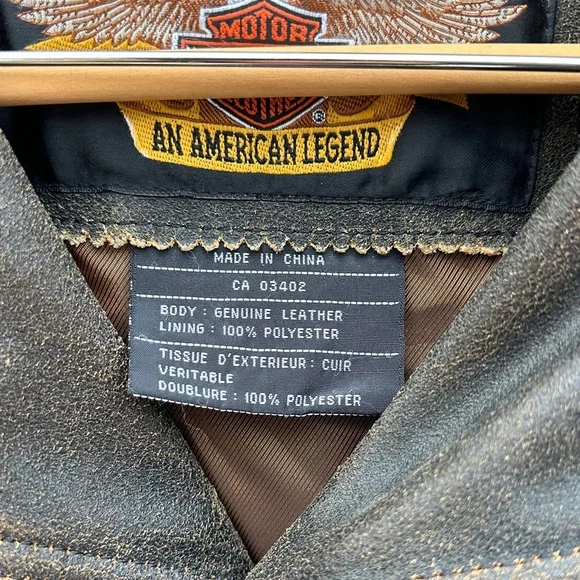 MOTOR
®
AN AMERICAN LEGEND
MADE IN CHINA
CA 03402
BODY : GENUINE LEATHER
LINING : 100% POLYESTER
TISSUE D'EXTERIEUR : CUIR
VERITABLE
DOUBLURE : 100% POLYESTER